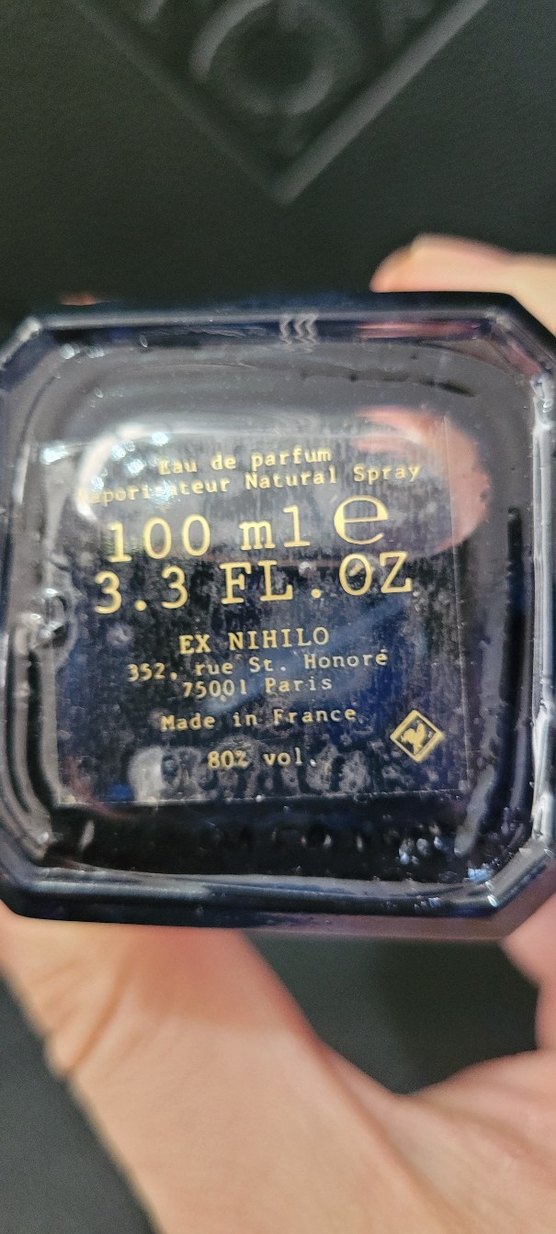 Eau de parfum
Vaporisateur Natural Spray
100 ml ℮
3.3 FL.OZ
EX NIHILO
352, rue St. Honoré
75001 Paris
Made in France
80% vol.